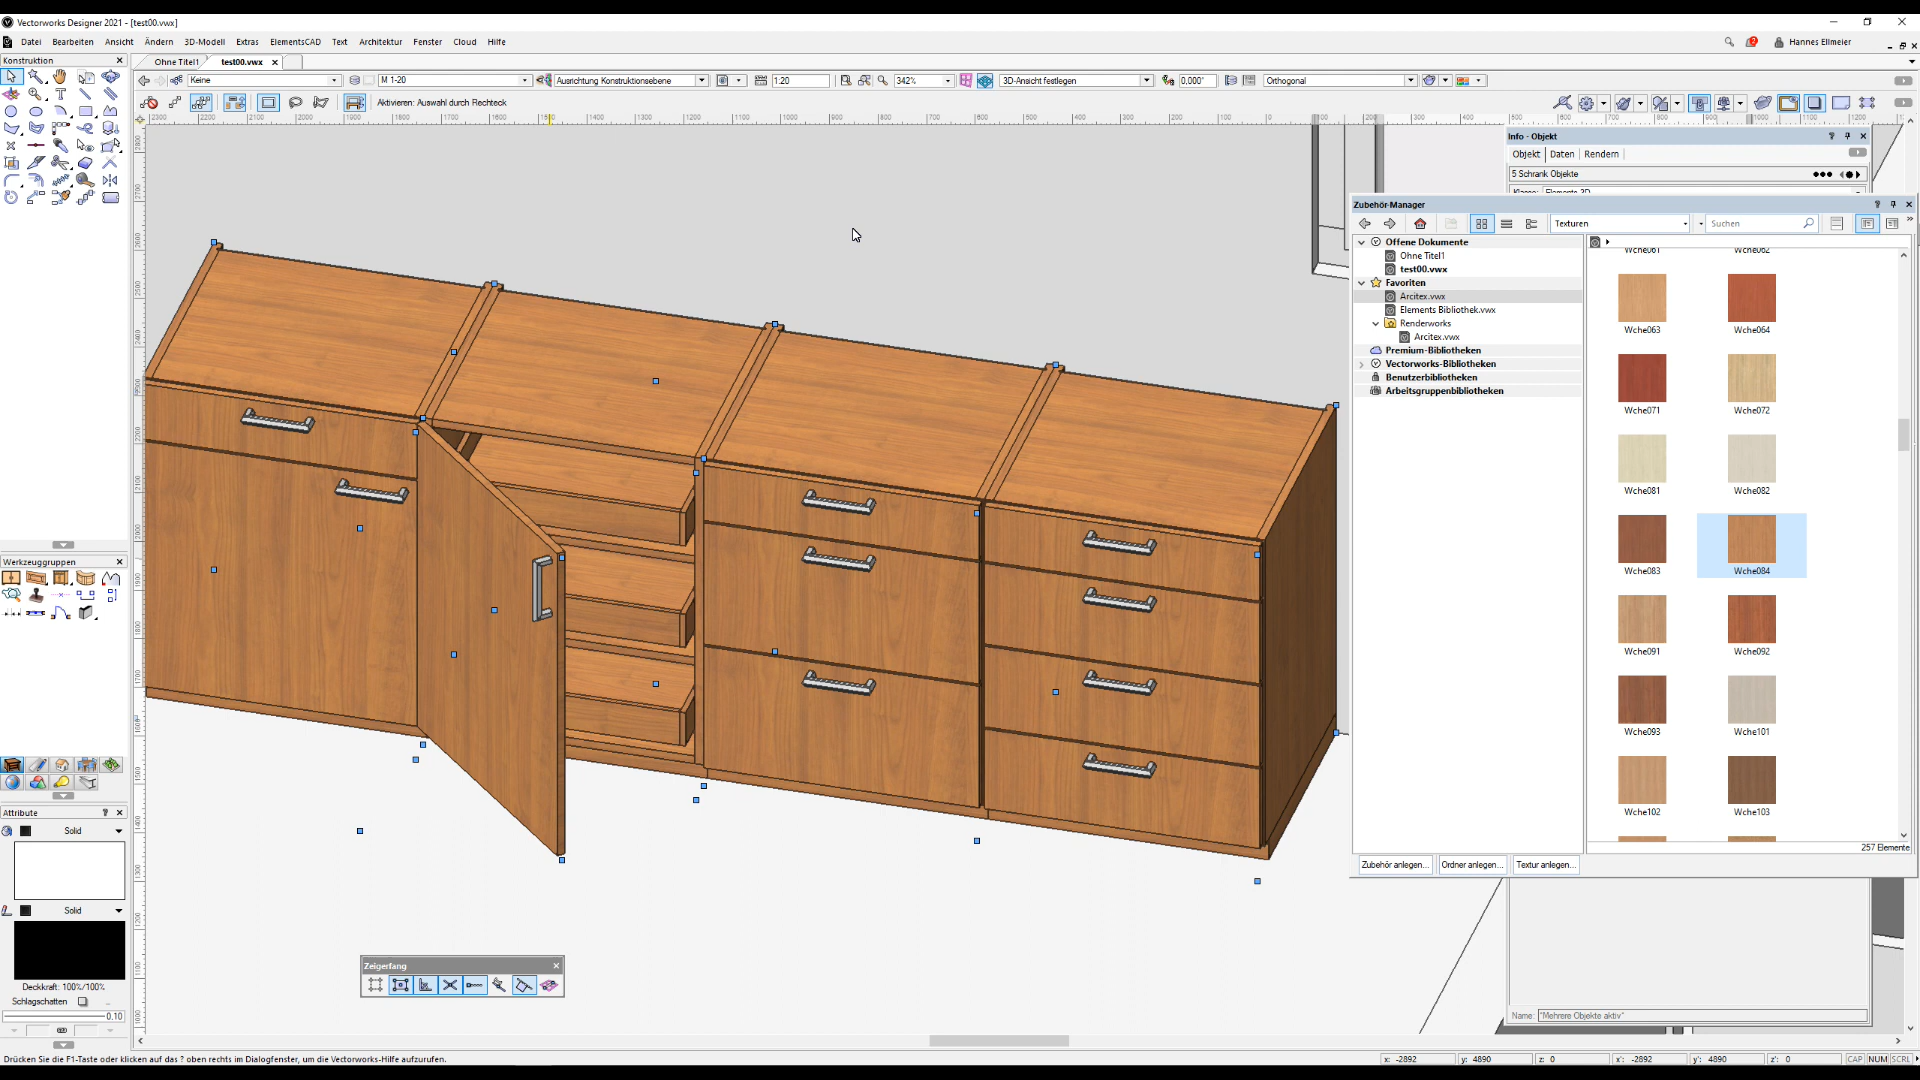 Vectorworks Designer 2021 - [test00.vwx]
Datei Bearbeiten Ansicht Ändern 3D-Modell Extras ElementsCAD Text Architektur Fenster Cloud Hilfe
Hannes Ellmeier
Konstruktion
Ohne Titel1 test00.vwx
Keine M 1-20 Ausrichtung Konstruktionsebene 1:20 342% 3D-Ansicht festlegen 0.000° Orthogonal
Aktivieren: Auswahl durch Rechteck
Info - Objekt
Objekt Daten Rendern
5 Schrank Objekte
Zubehör-Manager
Texturen Suchen
Offene Dokumente
Ohne Titel1
test00.vwx
Favoriten
Arcitex.vwx
Elements Bibliothek.vwx
Renderworks
Arcitex.vwx
Premium-Bibliotheken
Vectorworks-Bibliotheken
Benutzerbibliotheken
Arbeitsgruppenbibliotheken
Wche061 Wche062
Wche063 Wche064
Wche071 Wche072
Wche081 Wche082
Wche083 Wche084
Wche091 Wche092
Wche093 Wche101
Wche102 Wche103
257 Elemente
Zubehör anlegen... Ordner anlegen... Textur anlegen...
Werkzeuggruppen
Attribute
Solid
Solid
Deckkraft: 100%/100%
Schlagschatten
0.10
Zeigerfang
Name: "Mehrere Objekte aktiv"
Drücken Sie die F1-Taste oder klicken auf das ? oben rechts im Dialogfenster, um die Vectorworks-Hilfe aufzurufen.
x: -2892 y: 4890 z: 0 x': -2892 y': 4890 z': 0 CAP NUM SCRL